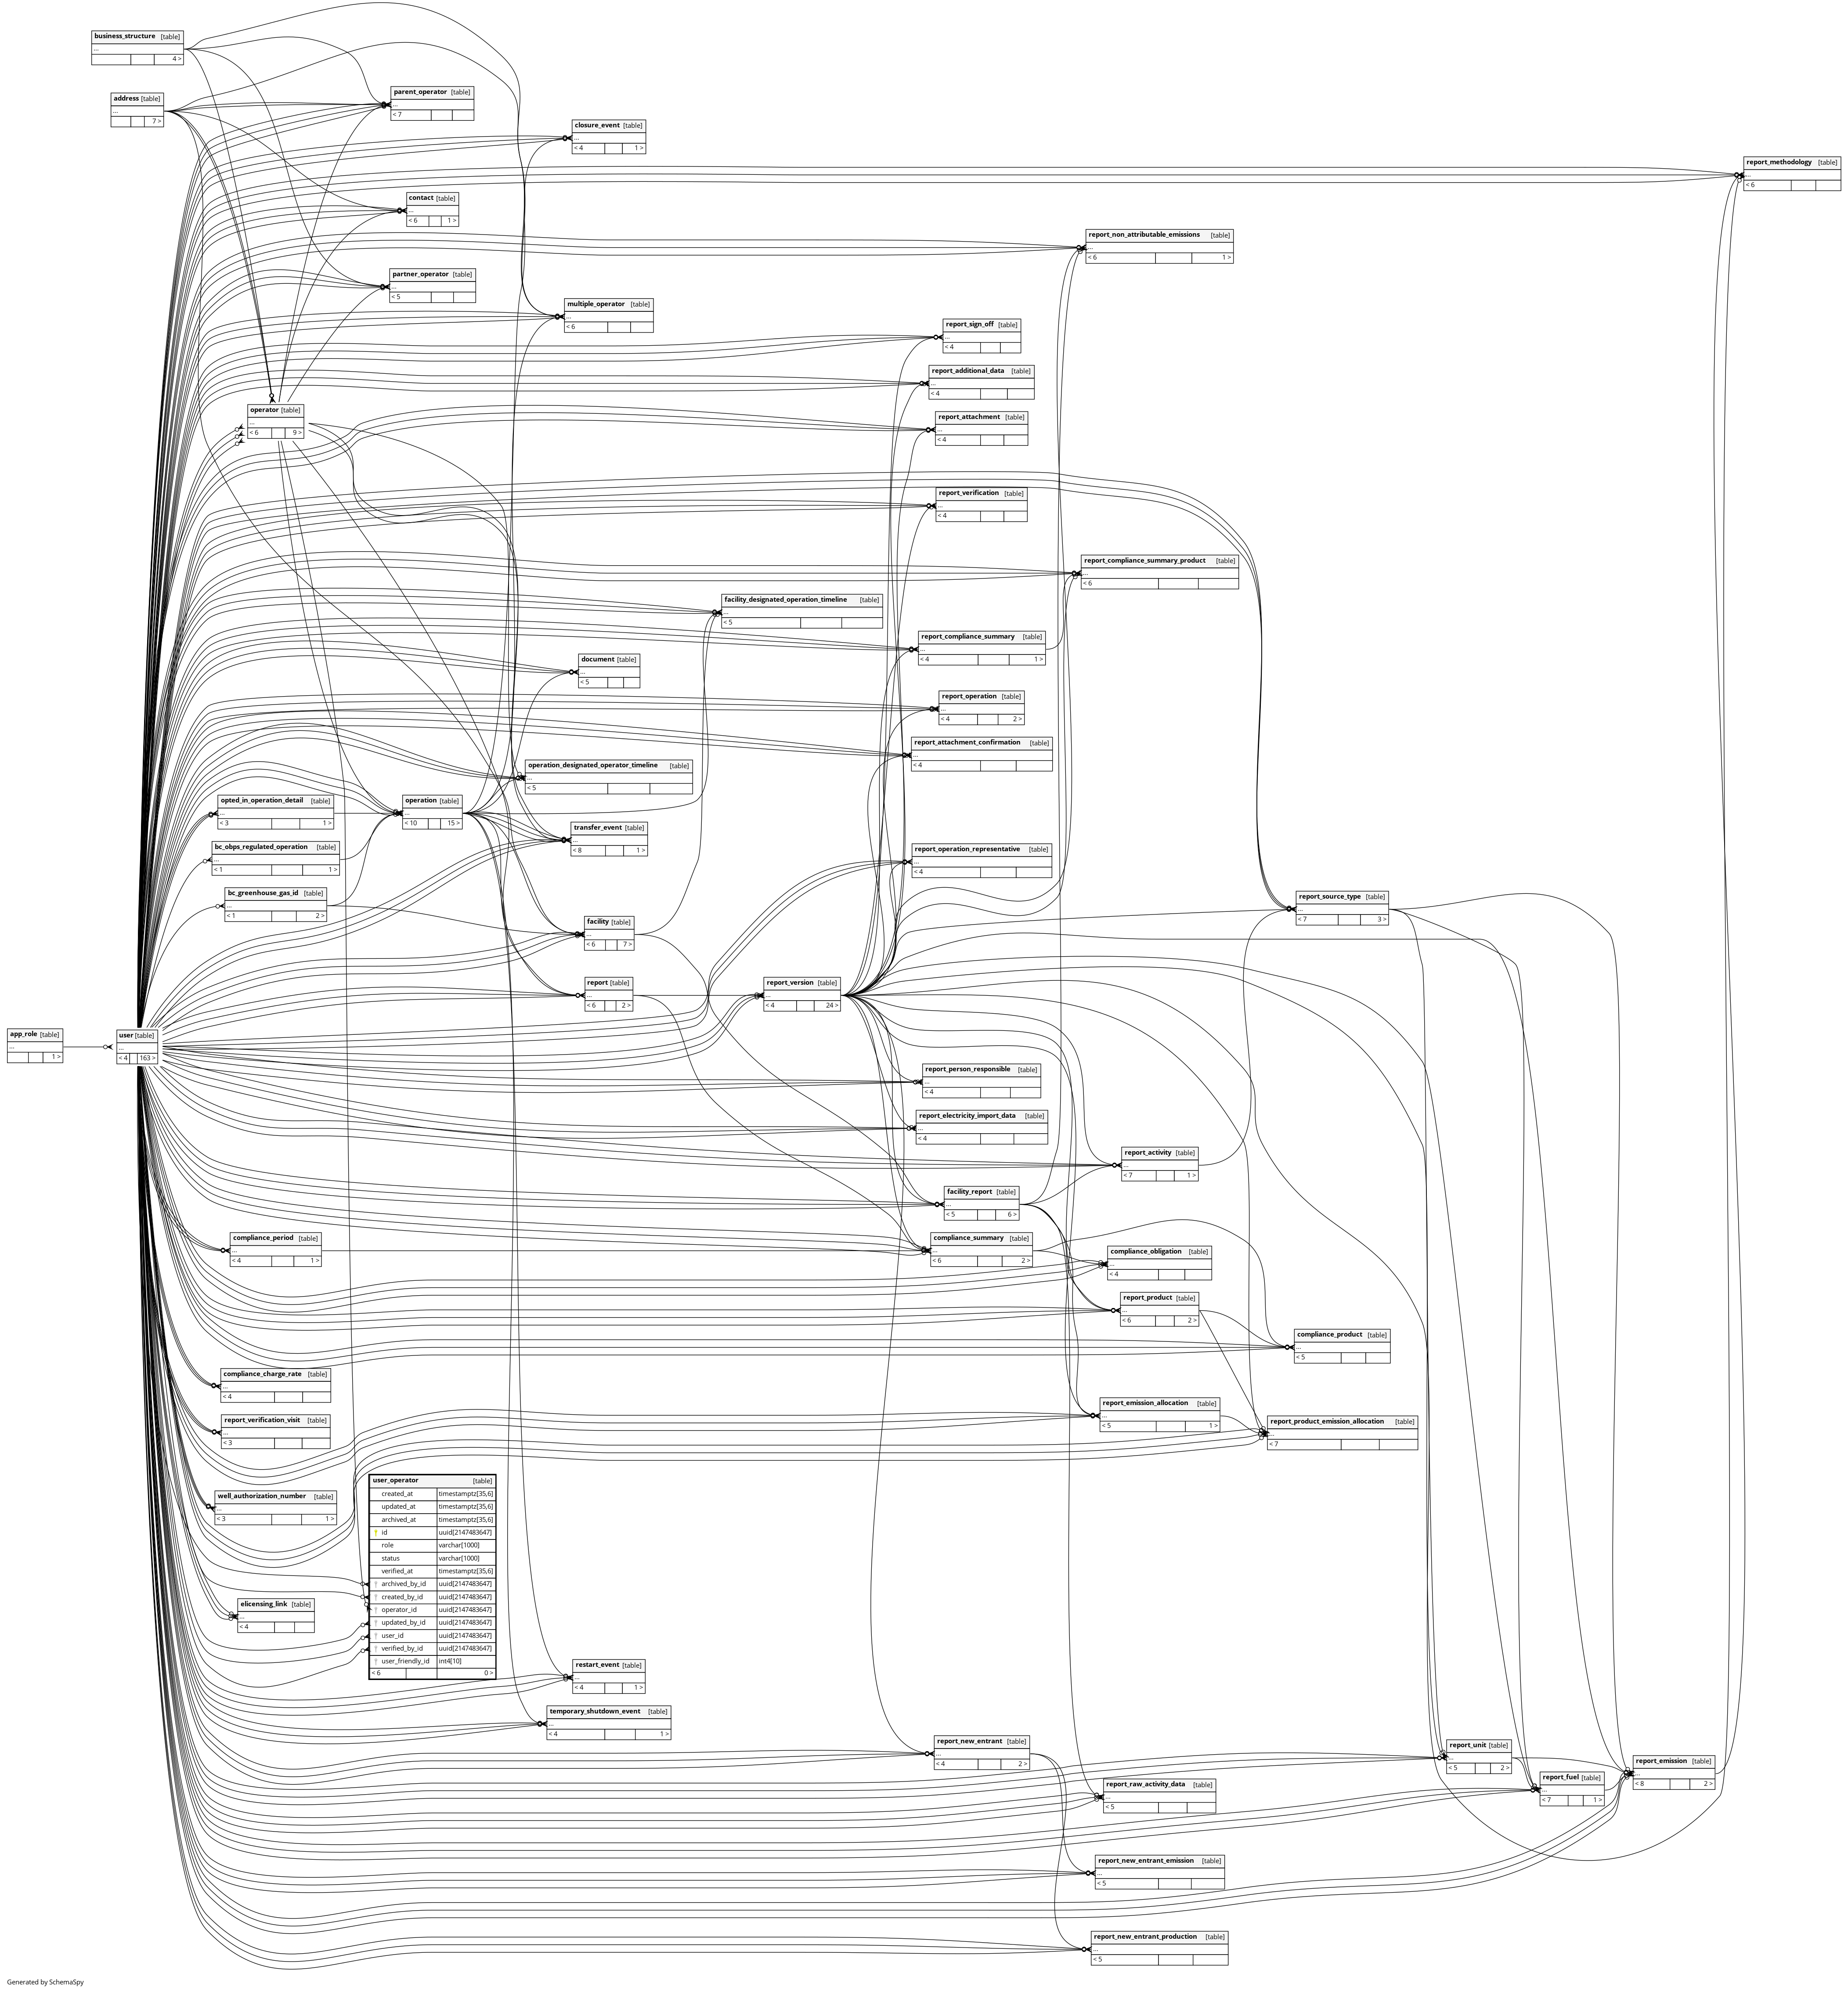 business_structure [table]
...
4 >
address [table]
...
7 >
parent_operator [table]
...
< 7
closure_event [table]
...
< 4 1 >
report_methodology [table]
...
< 6
contact [table]
...
< 6 1 >
report_non_attributable_emissions [table]
...
< 6 1 >
partner_operator [table]
...
< 5
multiple_operator [table]
...
< 6
report_sign_off [table]
...
< 4
report_additional_data [table]
...
< 4
operator [table]
...
< 6 9 >
report_attachment [table]
...
< 4
report_verification [table]
...
< 4
report_compliance_summary_product [table]
...
< 6
facility_designated_operation_timeline [table]
...
< 5
report_compliance_summary [table]
...
< 4 1 >
document [table]
...
< 5
report_operation [table]
...
< 4 2 >
report_attachment_confirmation [table]
...
< 4
operation_designated_operator_timeline [table]
...
< 5
opted_in_operation_detail [table]
...
< 3 1 >
operation [table]
...
< 10 15 >
transfer_event [table]
...
< 8 1 >
bc_obps_regulated_operation [table]
...
< 1 1 >
report_operation_representative [table]
...
< 4
bc_greenhouse_gas_id [table]
...
< 1 2 >
report_source_type [table]
...
< 7 3 >
facility [table]
...
< 6 7 >
report [table]
...
< 6 2 >
report_version [table]
...
< 4 24 >
app_role [table]
...
1 >
user [table]
...
< 4 163 >
report_person_responsible [table]
...
< 4
report_electricity_import_data [table]
...
< 4
report_activity [table]
...
< 7 1 >
facility_report [table]
...
< 5 6 >
compliance_period [table]
...
< 4 1 >
compliance_summary [table]
...
< 6 2 >
compliance_obligation [table]
...
< 4
report_product [table]
...
< 6 2 >
compliance_product [table]
...
< 5
compliance_charge_rate [table]
...
< 4
report_emission_allocation [table]
...
< 5 1 >
report_verification_visit [table]
...
< 3
report_product_emission_allocation [table]
...
< 7
well_authorization_number [table]
...
< 3 1 >
user_operator [table]
created_at timestamptz[35,6]
updated_at timestamptz[35,6]
archived_at timestamptz[35,6]
id uuid[2147483647]
role varchar[1000]
status varchar[1000]
verified_at timestamptz[35,6]
archived_by_id uuid[2147483647]
created_by_id uuid[2147483647]
operator_id uuid[2147483647]
updated_by_id uuid[2147483647]
user_id uuid[2147483647]
verified_by_id uuid[2147483647]
user_friendly_id int4[10]
< 6 0 >
elicensing_link [table]
...
< 4
restart_event [table]
...
< 4 1 >
temporary_shutdown_event [table]
...
< 4 1 >
report_new_entrant [table]
...
< 4 2 >
report_unit [table]
...
< 5 2 >
report_emission [table]
...
< 8 2 >
report_fuel [table]
...
< 7 1 >
report_raw_activity_data [table]
...
< 5
report_new_entrant_emission [table]
...
< 5
report_new_entrant_production [table]
...
< 5
Generated by SchemaSpy